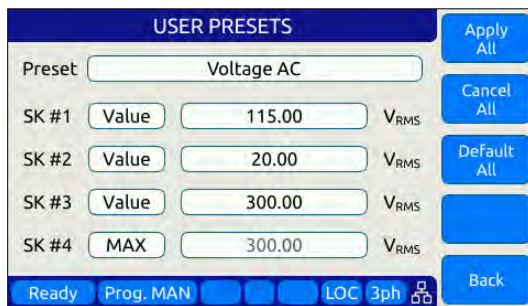 USER PRESETS
Preset Voltage AC
SK #1 Value 115.00 VRMS
SK #2 Value 20.00 VRMS
SK #3 Value 300.00 VRMS
SK #4 MAX 300.00 VRMS
Ready Prog. MAN LOC 3ph
Apply
All
Cancel
All
Default
All
Back